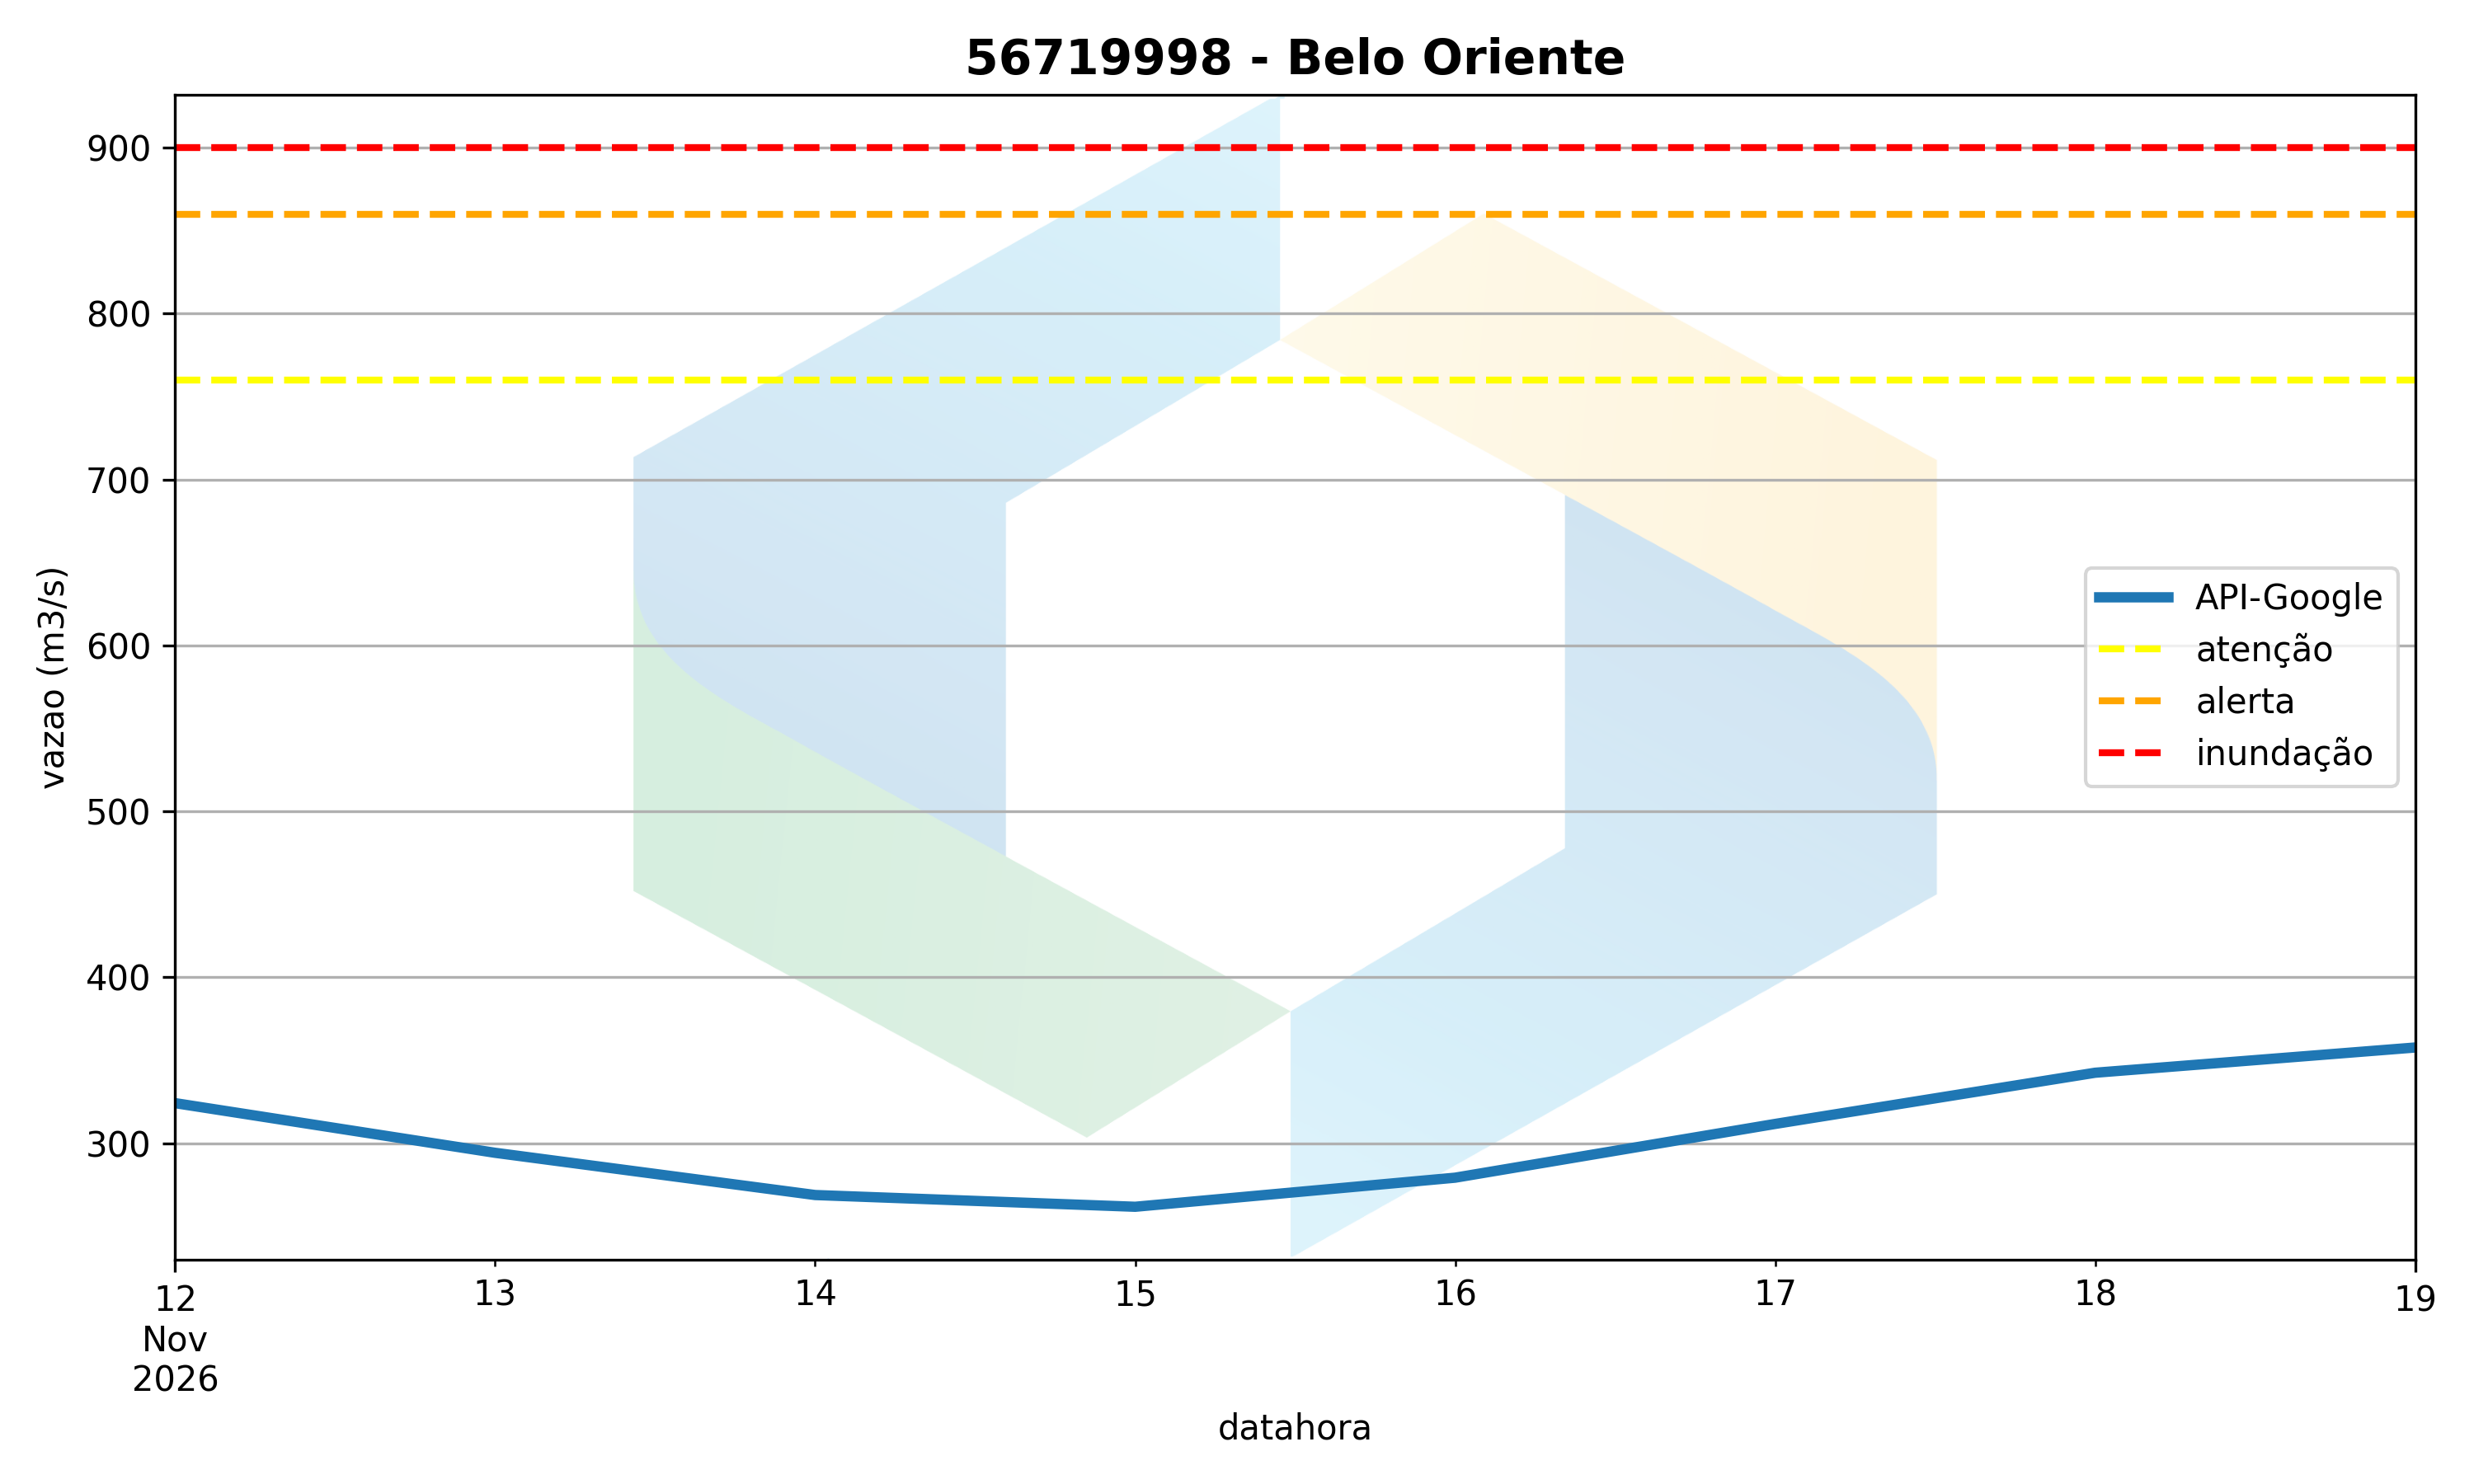 56719998 - Belo Oriente
900
800
700
600
500
400
300
vazao (m3/s)
API-Google
atenção
alerta
inundação
12 13 14 15 16 17 18 19
Nov
2026
datahora